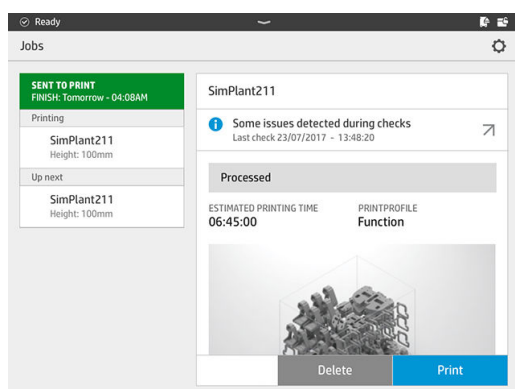 Ready
Jobs
SENT TO PRINT
FINISH: Tomorrow - 04:08AM
Printing
SimPlant211
Height: 100mm
Up next
SimPlant211
Height: 100mm
SimPlant211
Some issues detected during checks
Last check 23/07/2017 - 13:48:20
Processed
ESTIMATED PRINTING TIME
06:45:00
PRINTPROFILE
Function
Delete
Print